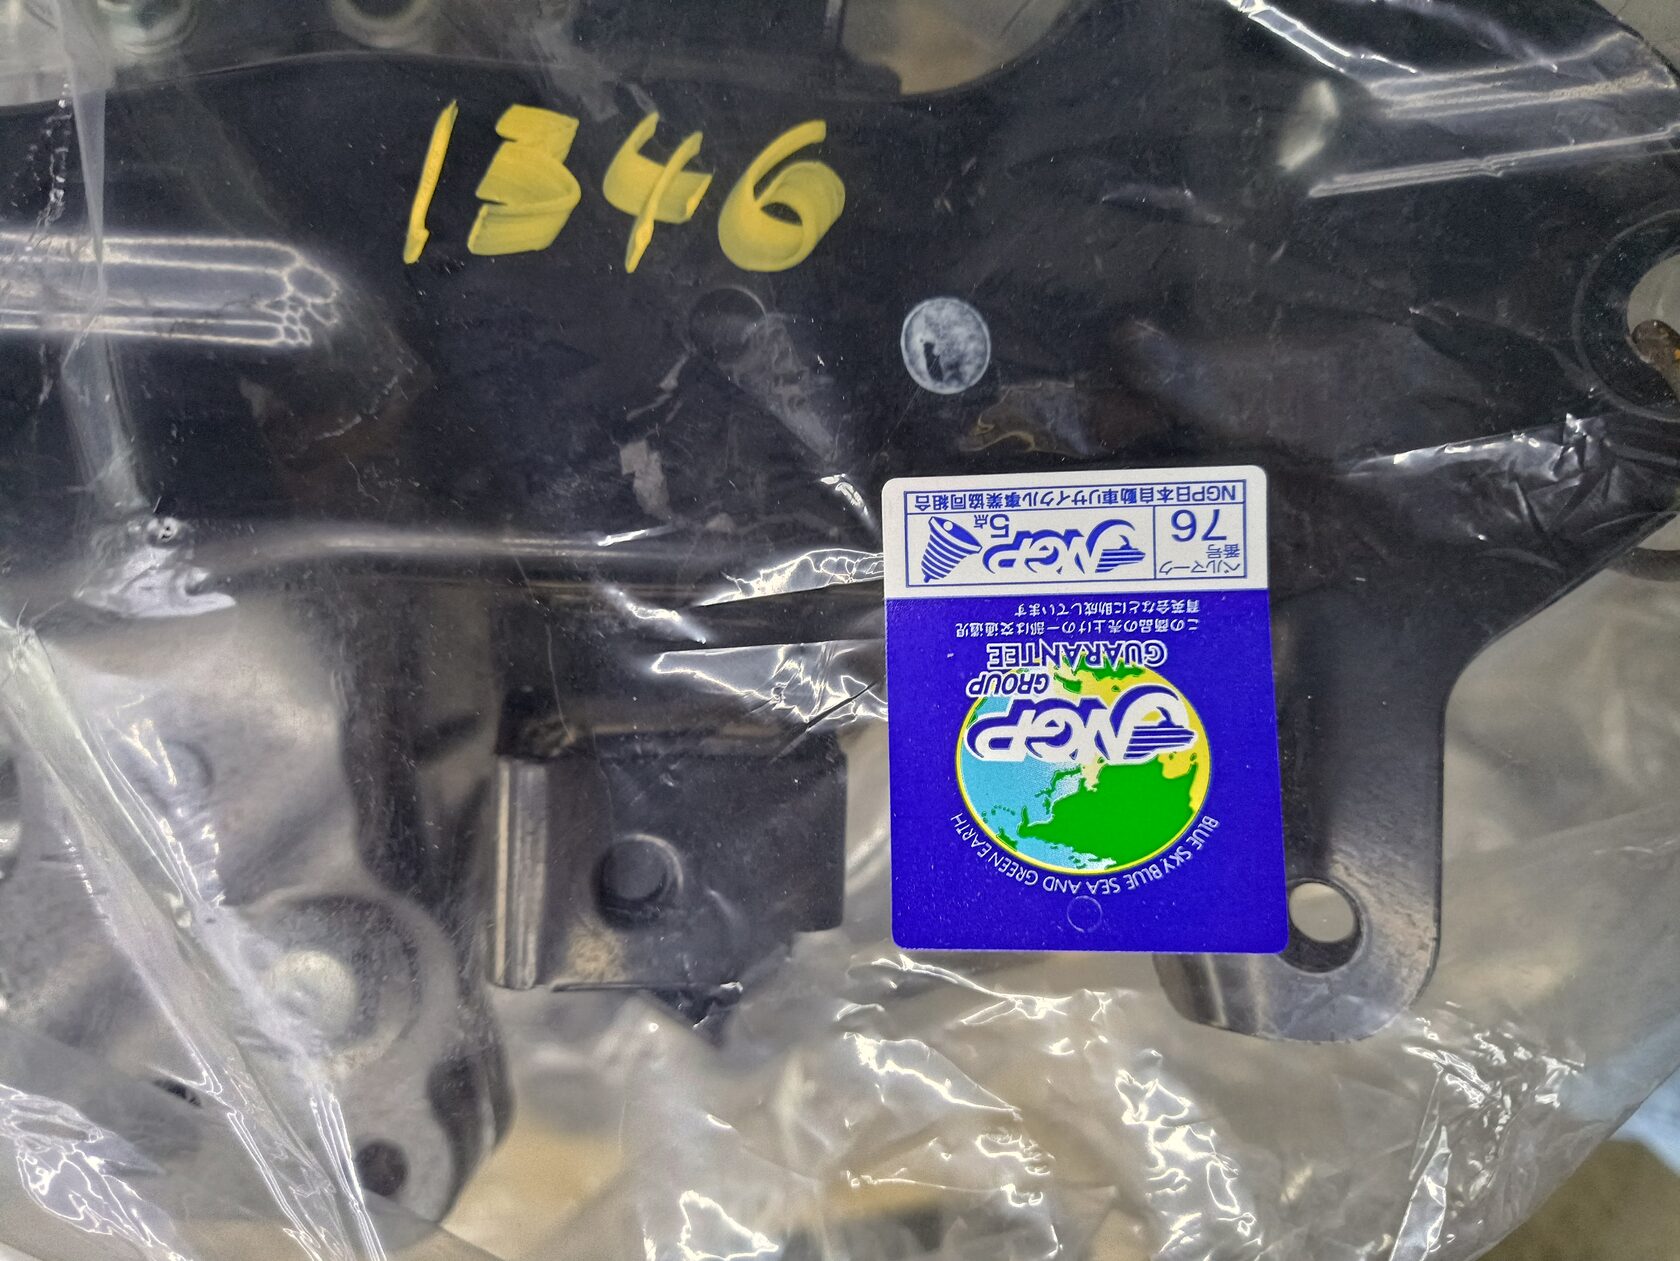 1346
BLUE SKY BLUE SEA AND GREEN EARTH
NGP
GROUP
GUARANTEE
この商品の売上げの一部は交通遺児
育英会などに助成しています
ベルマーク
番号
76
NGP
5点
NGP日本自動車リサイクル事業協同組合